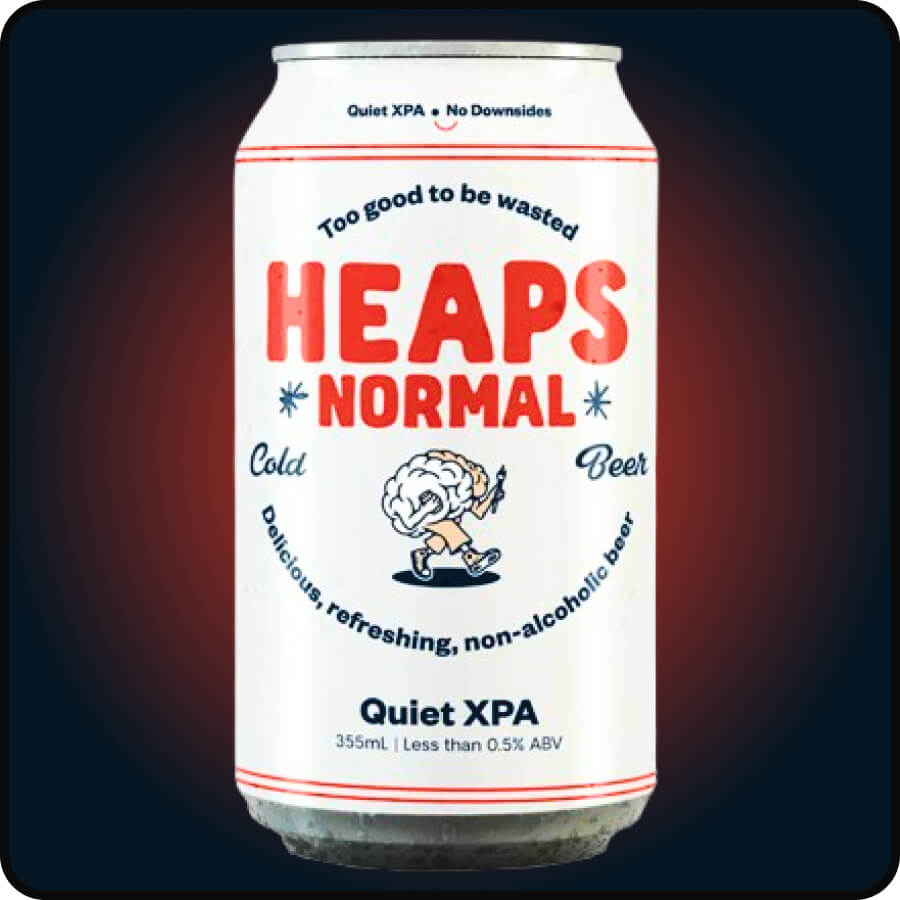 Quiet XPA • No Downsides
Too good to be wasted
HEAPS
NORMAL
Cold Beer
Delicious, refreshing, non-alcoholic beer
Quiet XPA
355mL | Less than 0.5% ABV